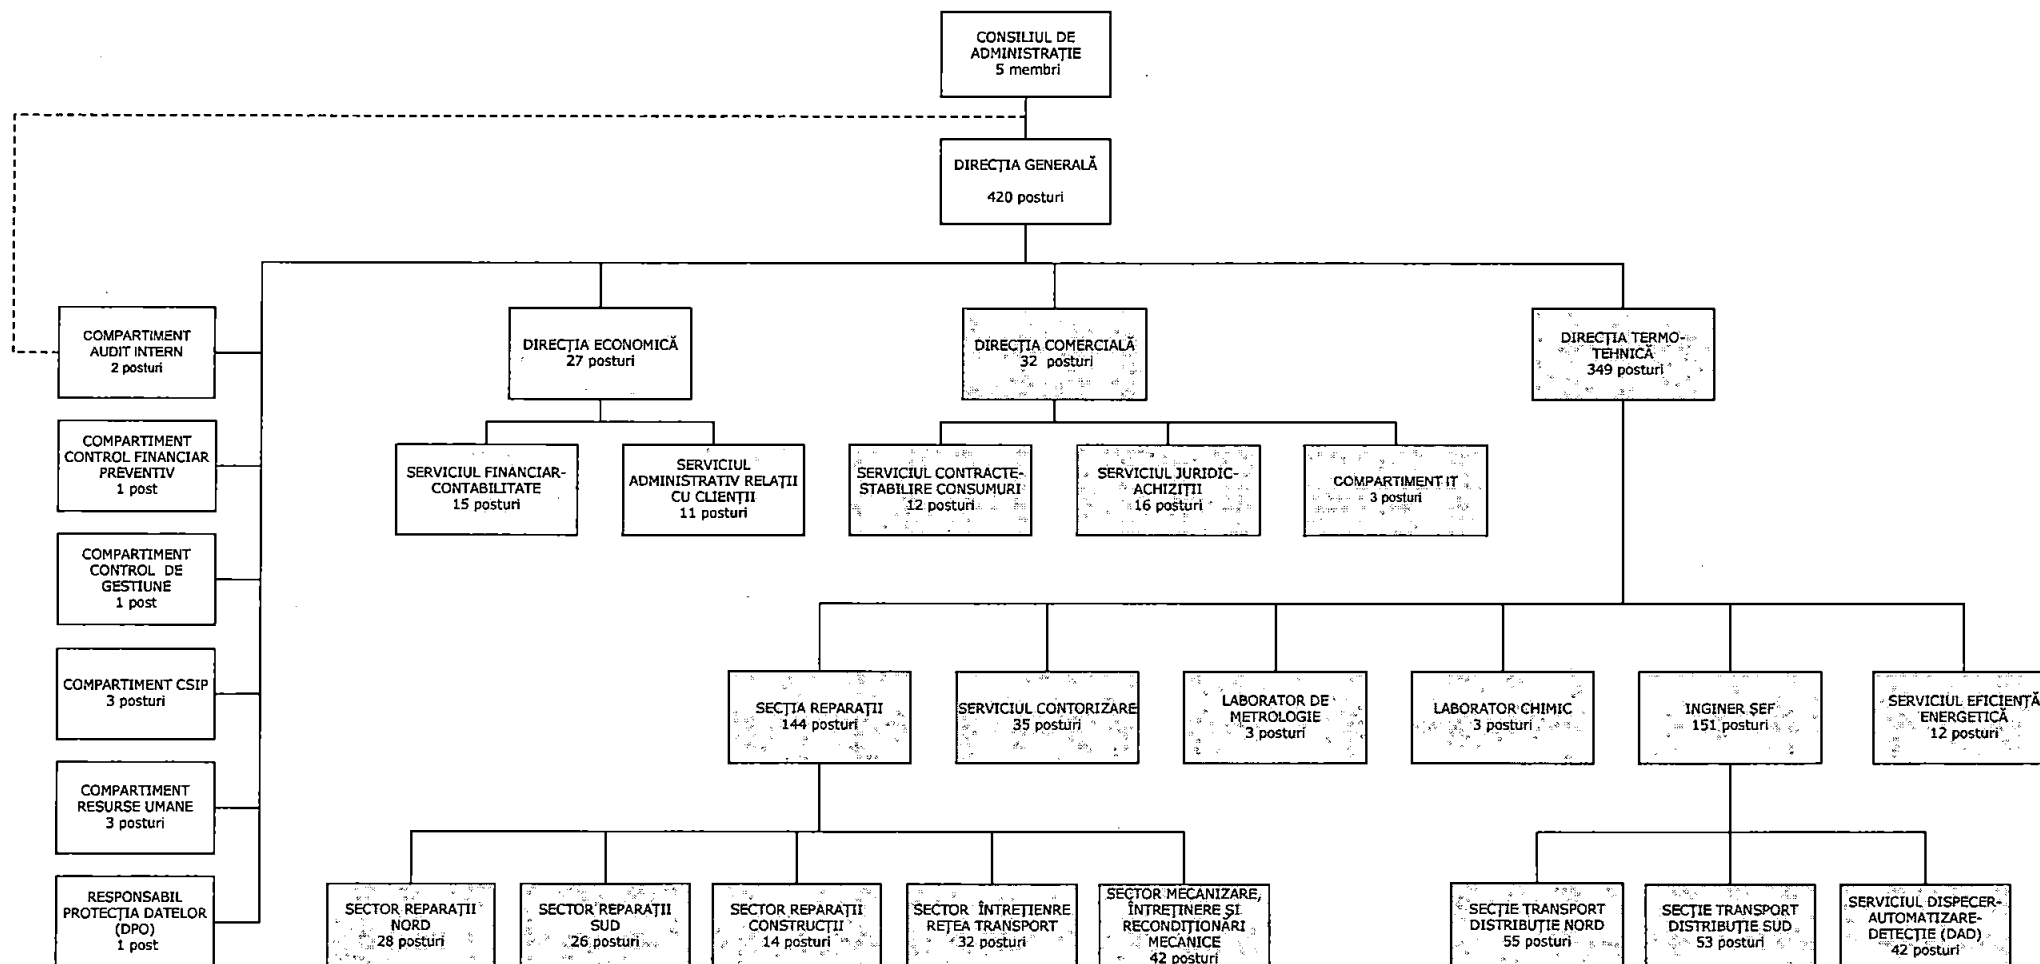 CONSILIUL DE
ADMINISTRAȚIE
5 membri
DIRECȚIA GENERALĂ
420 posturi
COMPARTIMENT
AUDIT INTERN
2 posturi
DIRECȚIA ECONOMICĂ
27 posturi
DIRECȚIA COMERCIALĂ
32 posturi
DIRECȚIA TERMO-
TEHNICĂ
349 posturi
COMPARTIMENT
CONTROL FINANCIAR
PREVENTIV
1 post
SERVICIUL FINANCIAR-
CONTABILITATE
15 posturi
SERVICIUL
ADMINISTRATIV RELAȚII
CU CLIENȚII
11 posturi
SERVICIUL CONTRACTE-
STABILIRE CONSUMURI
12 posturi
SERVICIUL JURIDIC-
ACHIZIȚII
16 posturi
COMPARTIMENT IT
3 posturi
COMPARTIMENT
CONTROL DE
GESTIUNE
1 post
COMPARTIMENT CSIP
3 posturi
SECȚIA REPARAȚII
144 posturi
SERVICIUL CONTORIZARE
35 posturi
LABORATOR DE
METROLOGIE
3 posturi
LABORATOR CHIMIC
3 posturi
INGINER ȘEF
151 posturi
SERVICIUL EFICIENȚĂ
ENERGETICĂ
12 posturi
COMPARTIMENT
RESURSE UMANE
3 posturi
RESPONSABIL
PROTECȚIA DATELOR
(DPO)
1 post
SECTOR REPARAȚII
NORD
28 posturi
SECTOR REPARAȚII
SUD
26 posturi
SECTOR REPARAȚII
CONSTRUCȚII
14 posturi
SECTOR ÎNTREȚIENRE
REȚEA TRANSPORT
32 posturi
SECTOR MECANIZARE,
ÎNTREȚINERE ȘI
RECONDIȚIONĂRI
MECANICE
42 posturi
SECȚIE TRANSPORT
DISTRIBUȚIE NORD
55 posturi
SECȚIE TRANSPORT
DISTRIBUȚIE SUD
53 posturi
SERVICIUL DISPECER-
AUTOMATIZARE-
DETECȚIE (DAD)
42 posturi